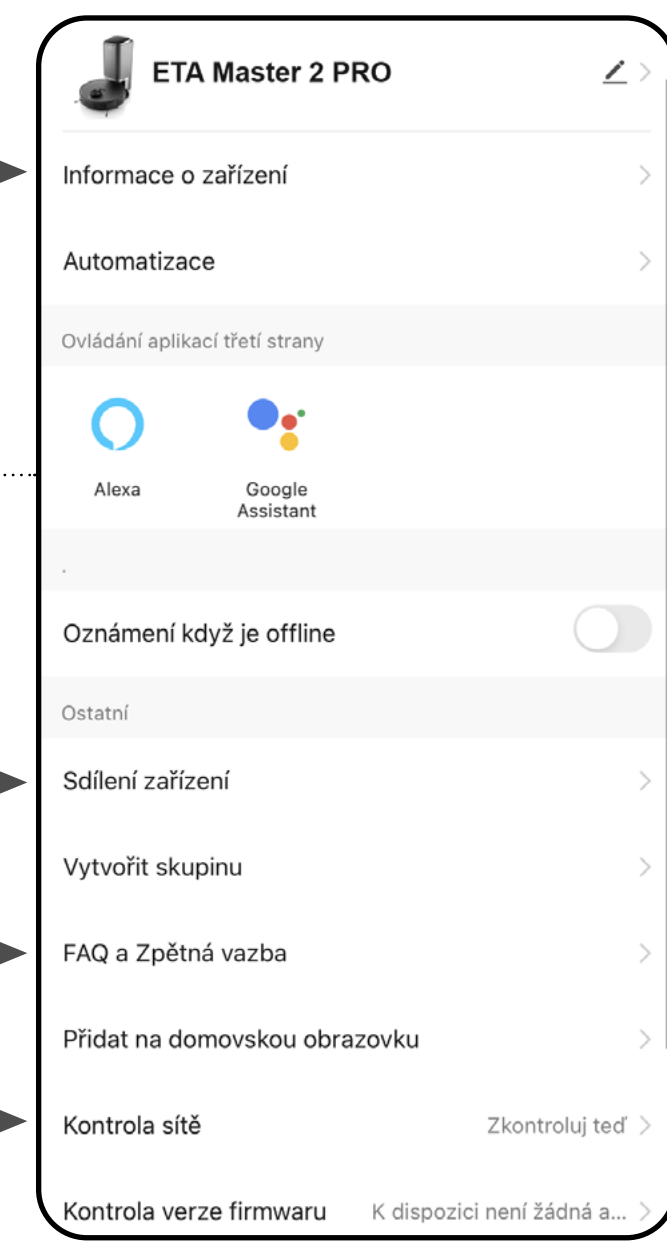 ETA Master 2 PRO
Informace o zařízení
Automatizace
Ovládání aplikací třetí strany
Alexa
Google
Assistant
.
Oznámení když je offline
Ostatní
Sdílení zařízení
Vytvořit skupinu
FAQ a Zpětná vazba
Přidat na domovskou obrazovku
Kontrola sítě Zkontroluj teď
Kontrola verze firmwaru K dispozici není žádná a...